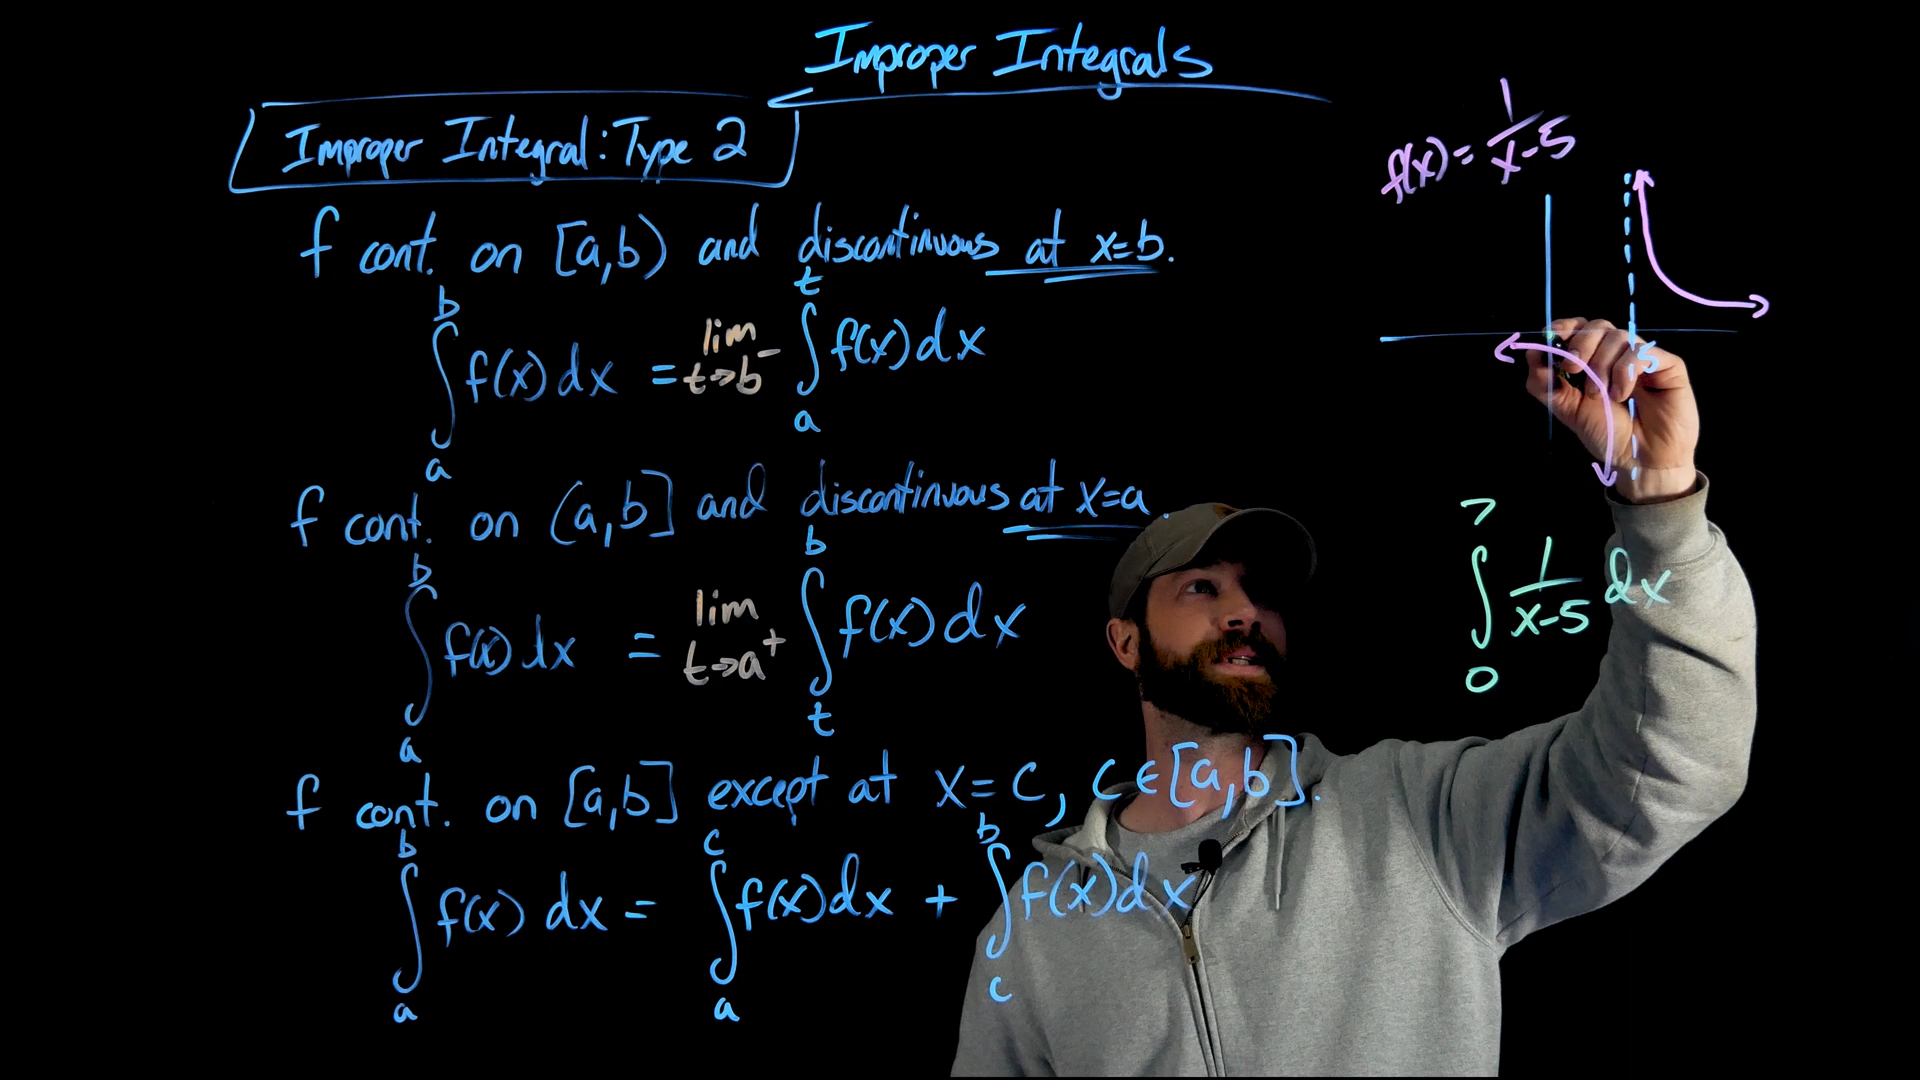 Improper Integrals
Improper Integral: Type 2
f cont. on [a,b) and discontinuous at x=b.
∫_a^b f(x) dx = lim_{t→b⁻} ∫_a^t f(x) dx
f cont. on (a,b] and discontinuous at x=a.
∫_a^b f(x) dx = lim_{t→a⁺} ∫_t^b f(x) dx
f cont. on [a,b] except at x=c, c∈[a,b].
∫_a^b f(x) dx = ∫_a^c f(x) dx + ∫_c^b f(x) dx
f(x) = 1/(x-5)
5
∫_0^7 1/(x-5) dx